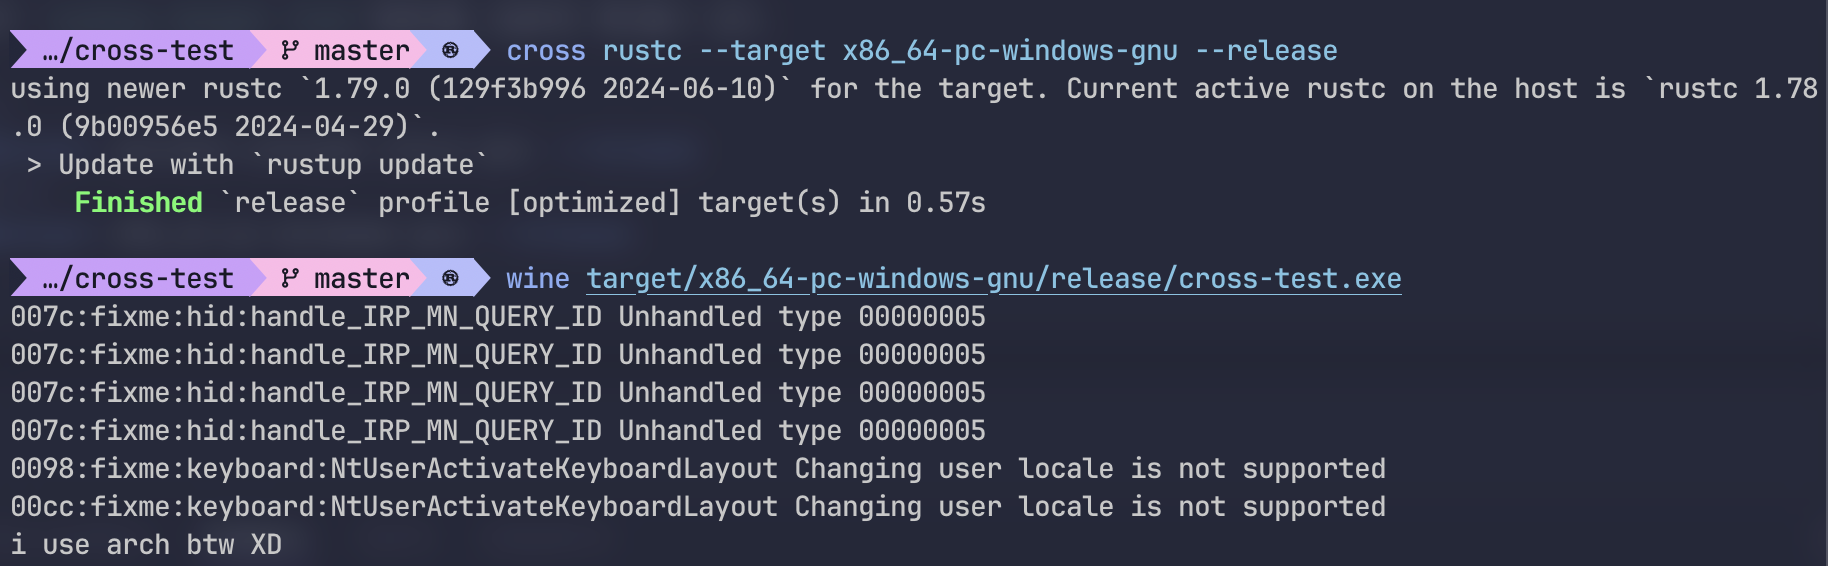 …/cross-test master cross rustc --target x86_64-pc-windows-gnu --release
using newer rustc `1.79.0 (129f3b996 2024-06-10)` for the target. Current active rustc on the host is `rustc 1.78
.0 (9b00956e5 2024-04-29)`.
> Update with `rustup update`
Finished `release` profile [optimized] target(s) in 0.57s
…/cross-test master wine target/x86_64-pc-windows-gnu/release/cross-test.exe
007c:fixme:hid:handle_IRP_MN_QUERY_ID Unhandled type 00000005
007c:fixme:hid:handle_IRP_MN_QUERY_ID Unhandled type 00000005
007c:fixme:hid:handle_IRP_MN_QUERY_ID Unhandled type 00000005
007c:fixme:hid:handle_IRP_MN_QUERY_ID Unhandled type 00000005
0098:fixme:keyboard:NtUserActivateKeyboardLayout Changing user locale is not supported
00cc:fixme:keyboard:NtUserActivateKeyboardLayout Changing user locale is not supported
i use arch btw XD